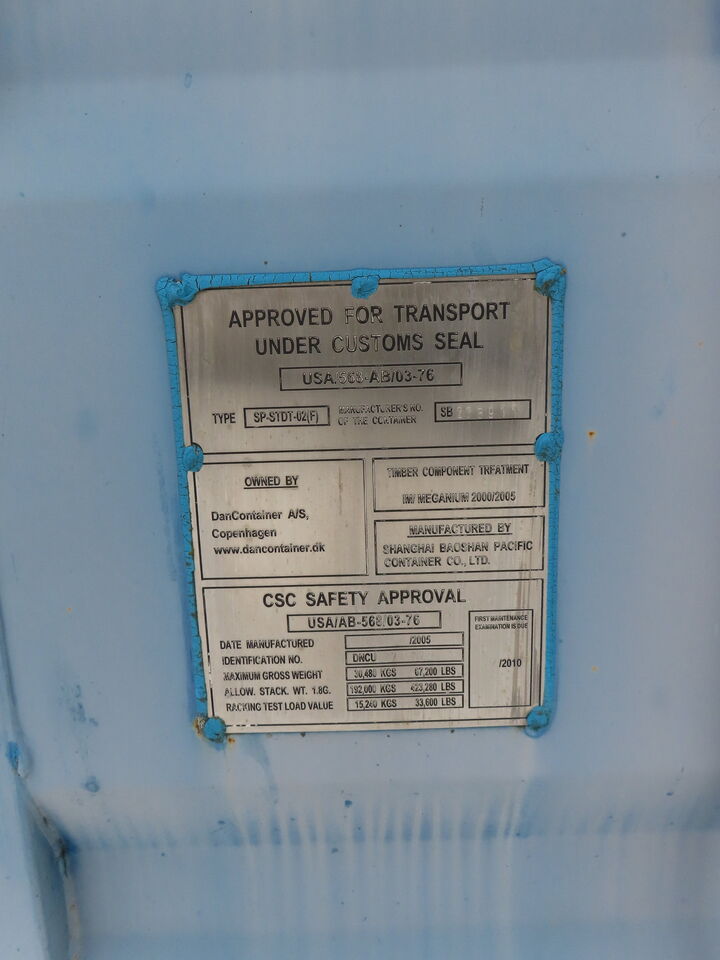 APPROVED FOR TRANSPORT
UNDER CUSTOMS SEAL
USA/568-AB/03-76
TYPE SP-STDT-02(F) MANUFACTURER'S NO. OF THE CONTAINER SB
OWNED BY
DanContainer A/S,
Copenhagen
www.dancontainer.dk
TIMBER COMPONENT TREATMENT
IM/ MEGANIUM 2000/2005
MANUFACTURED BY
SHANGHAI BAOSHAN PACIFIC
CONTAINER CO., LTD.
CSC SAFETY APPROVAL
USA/AB-568/03-76
DATE MANUFACTURED /2005
IDENTIFICATION NO. DNCU
MAXIMUM GROSS WEIGHT 30,480 KGS 67,200 LBS
ALLOW. STACK. WT. 1.8G. 192,000 KGS 423,280 LBS
RACKING TEST LOAD VALUE 15,240 KGS 33,600 LBS
FIRST MAINTENANCE
EXAMINATION IS DUE
/2010